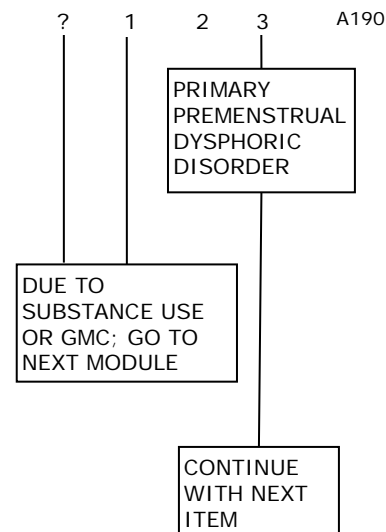 ? 1 2 3 A190
PRIMARY
PREMENSTRUAL
DYSPHORIC
DISORDER
DUE TO
SUBSTANCE USE
OR GMC; GO TO
NEXT MODULE
CONTINUE
WITH NEXT
ITEM